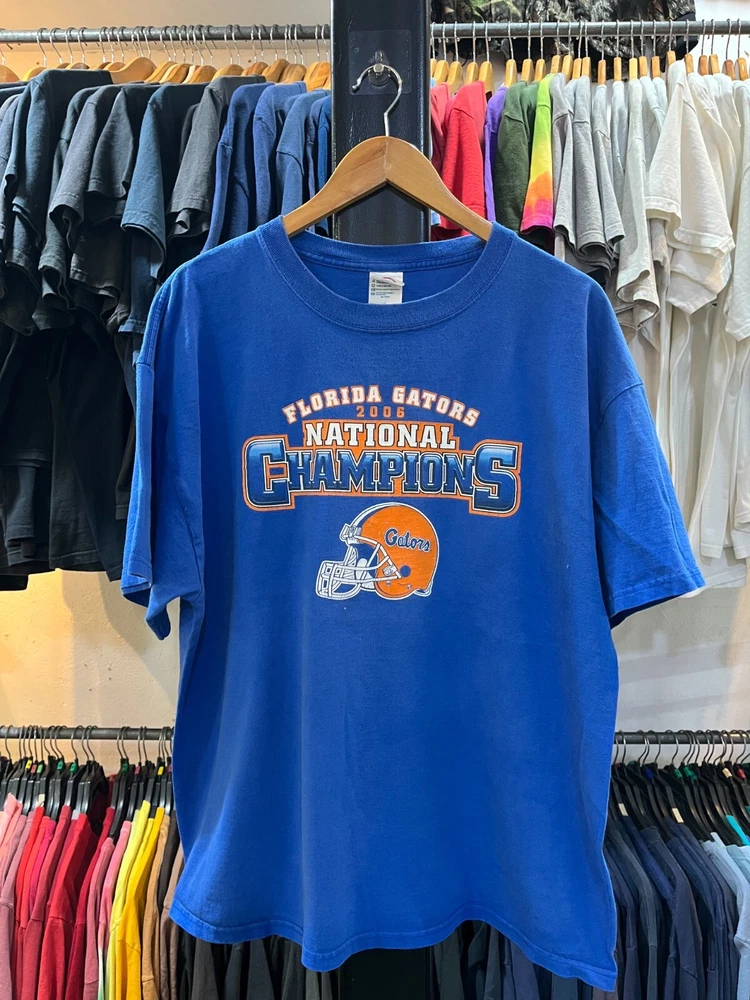 FLORIDA GATORS
2006
NATIONAL
CHAMPIONS
Gators